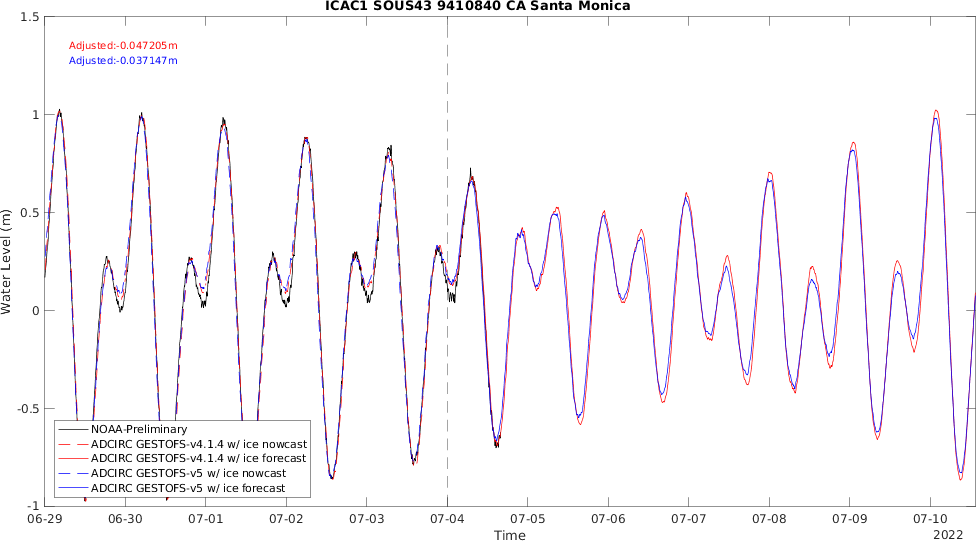 ICAC1 SOUS43 9410840 CA Santa Monica
1.5
Adjusted:-0.047205m
Adjusted:-0.037147m
1
0.5
Water Level (m)
0
-0.5
NOAA-Preliminary
ADCIRC GESTOFS-v4.1.4 w/ ice nowcast
ADCIRC GESTOFS-v4.1.4 w/ ice forecast
ADCIRC GESTOFS-v5 w/ ice nowcast
ADCIRC GESTOFS-v5 w/ ice forecast
-1
06-29 06-30 07-01 07-02 07-03 07-04 07-05 07-06 07-07 07-08 07-09 07-10
Time
2022